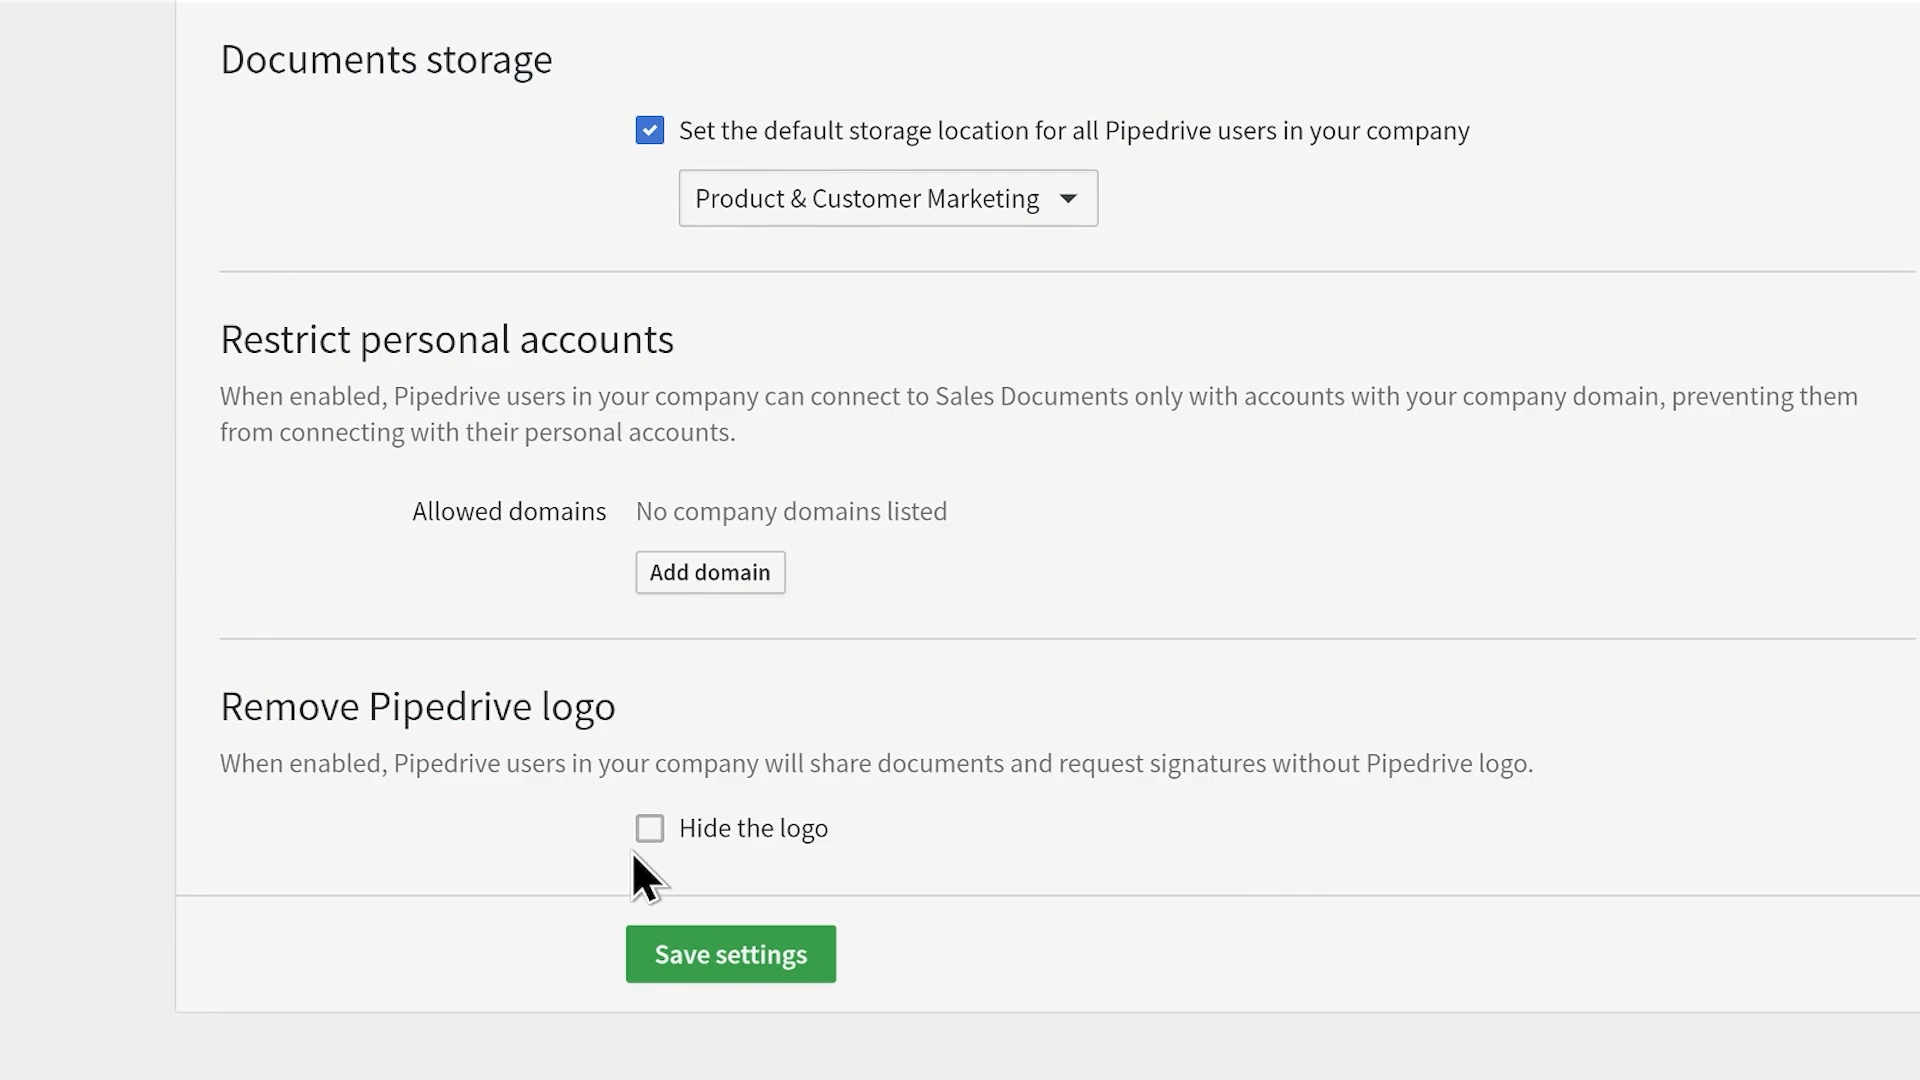 Documents storage
Set the default storage location for all Pipedrive users in your company
Product & Customer Marketing
Restrict personal accounts
When enabled, Pipedrive users in your company can connect to Sales Documents only with accounts with your company domain, preventing them
from connecting with their personal accounts.
Allowed domains No company domains listed
Add domain
Remove Pipedrive logo
When enabled, Pipedrive users in your company will share documents and request signatures without Pipedrive logo.
Hide the logo
Save settings